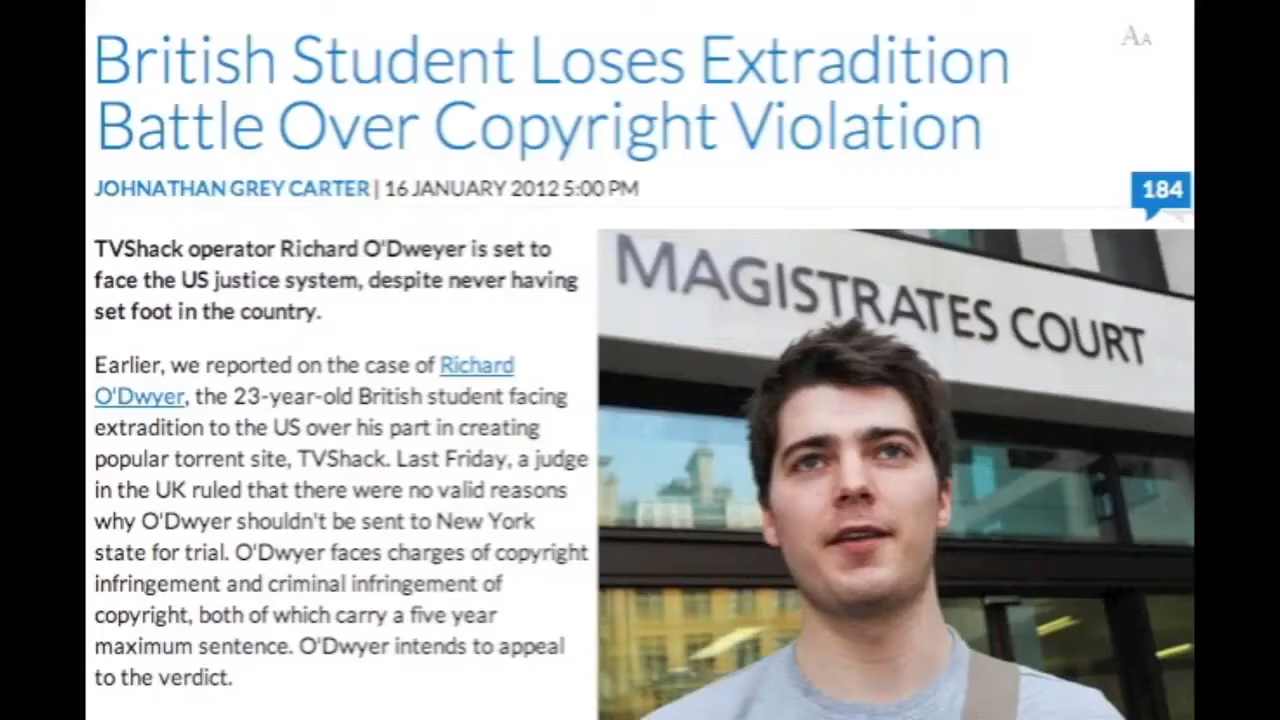 British Student Loses Extradition
Battle Over Copyright Violation
AA
JOHNATHAN GREY CARTER | 16 JANUARY 2012 5:00 PM
184
TVShack operator Richard O'Dweyer is set to
face the US justice system, despite never having
set foot in the country.
Earlier, we reported on the case of Richard
O'Dwyer, the 23-year-old British student facing
extradition to the US over his part in creating
popular torrent site, TVShack. Last Friday, a judge
in the UK ruled that there were no valid reasons
why O'Dwyer shouldn't be sent to New York
state for trial. O'Dwyer faces charges of copyright
infringement and criminal infringement of
copyright, both of which carry a five year
maximum sentence. O'Dwyer intends to appeal
to the verdict.
MAGISTRATES COURT